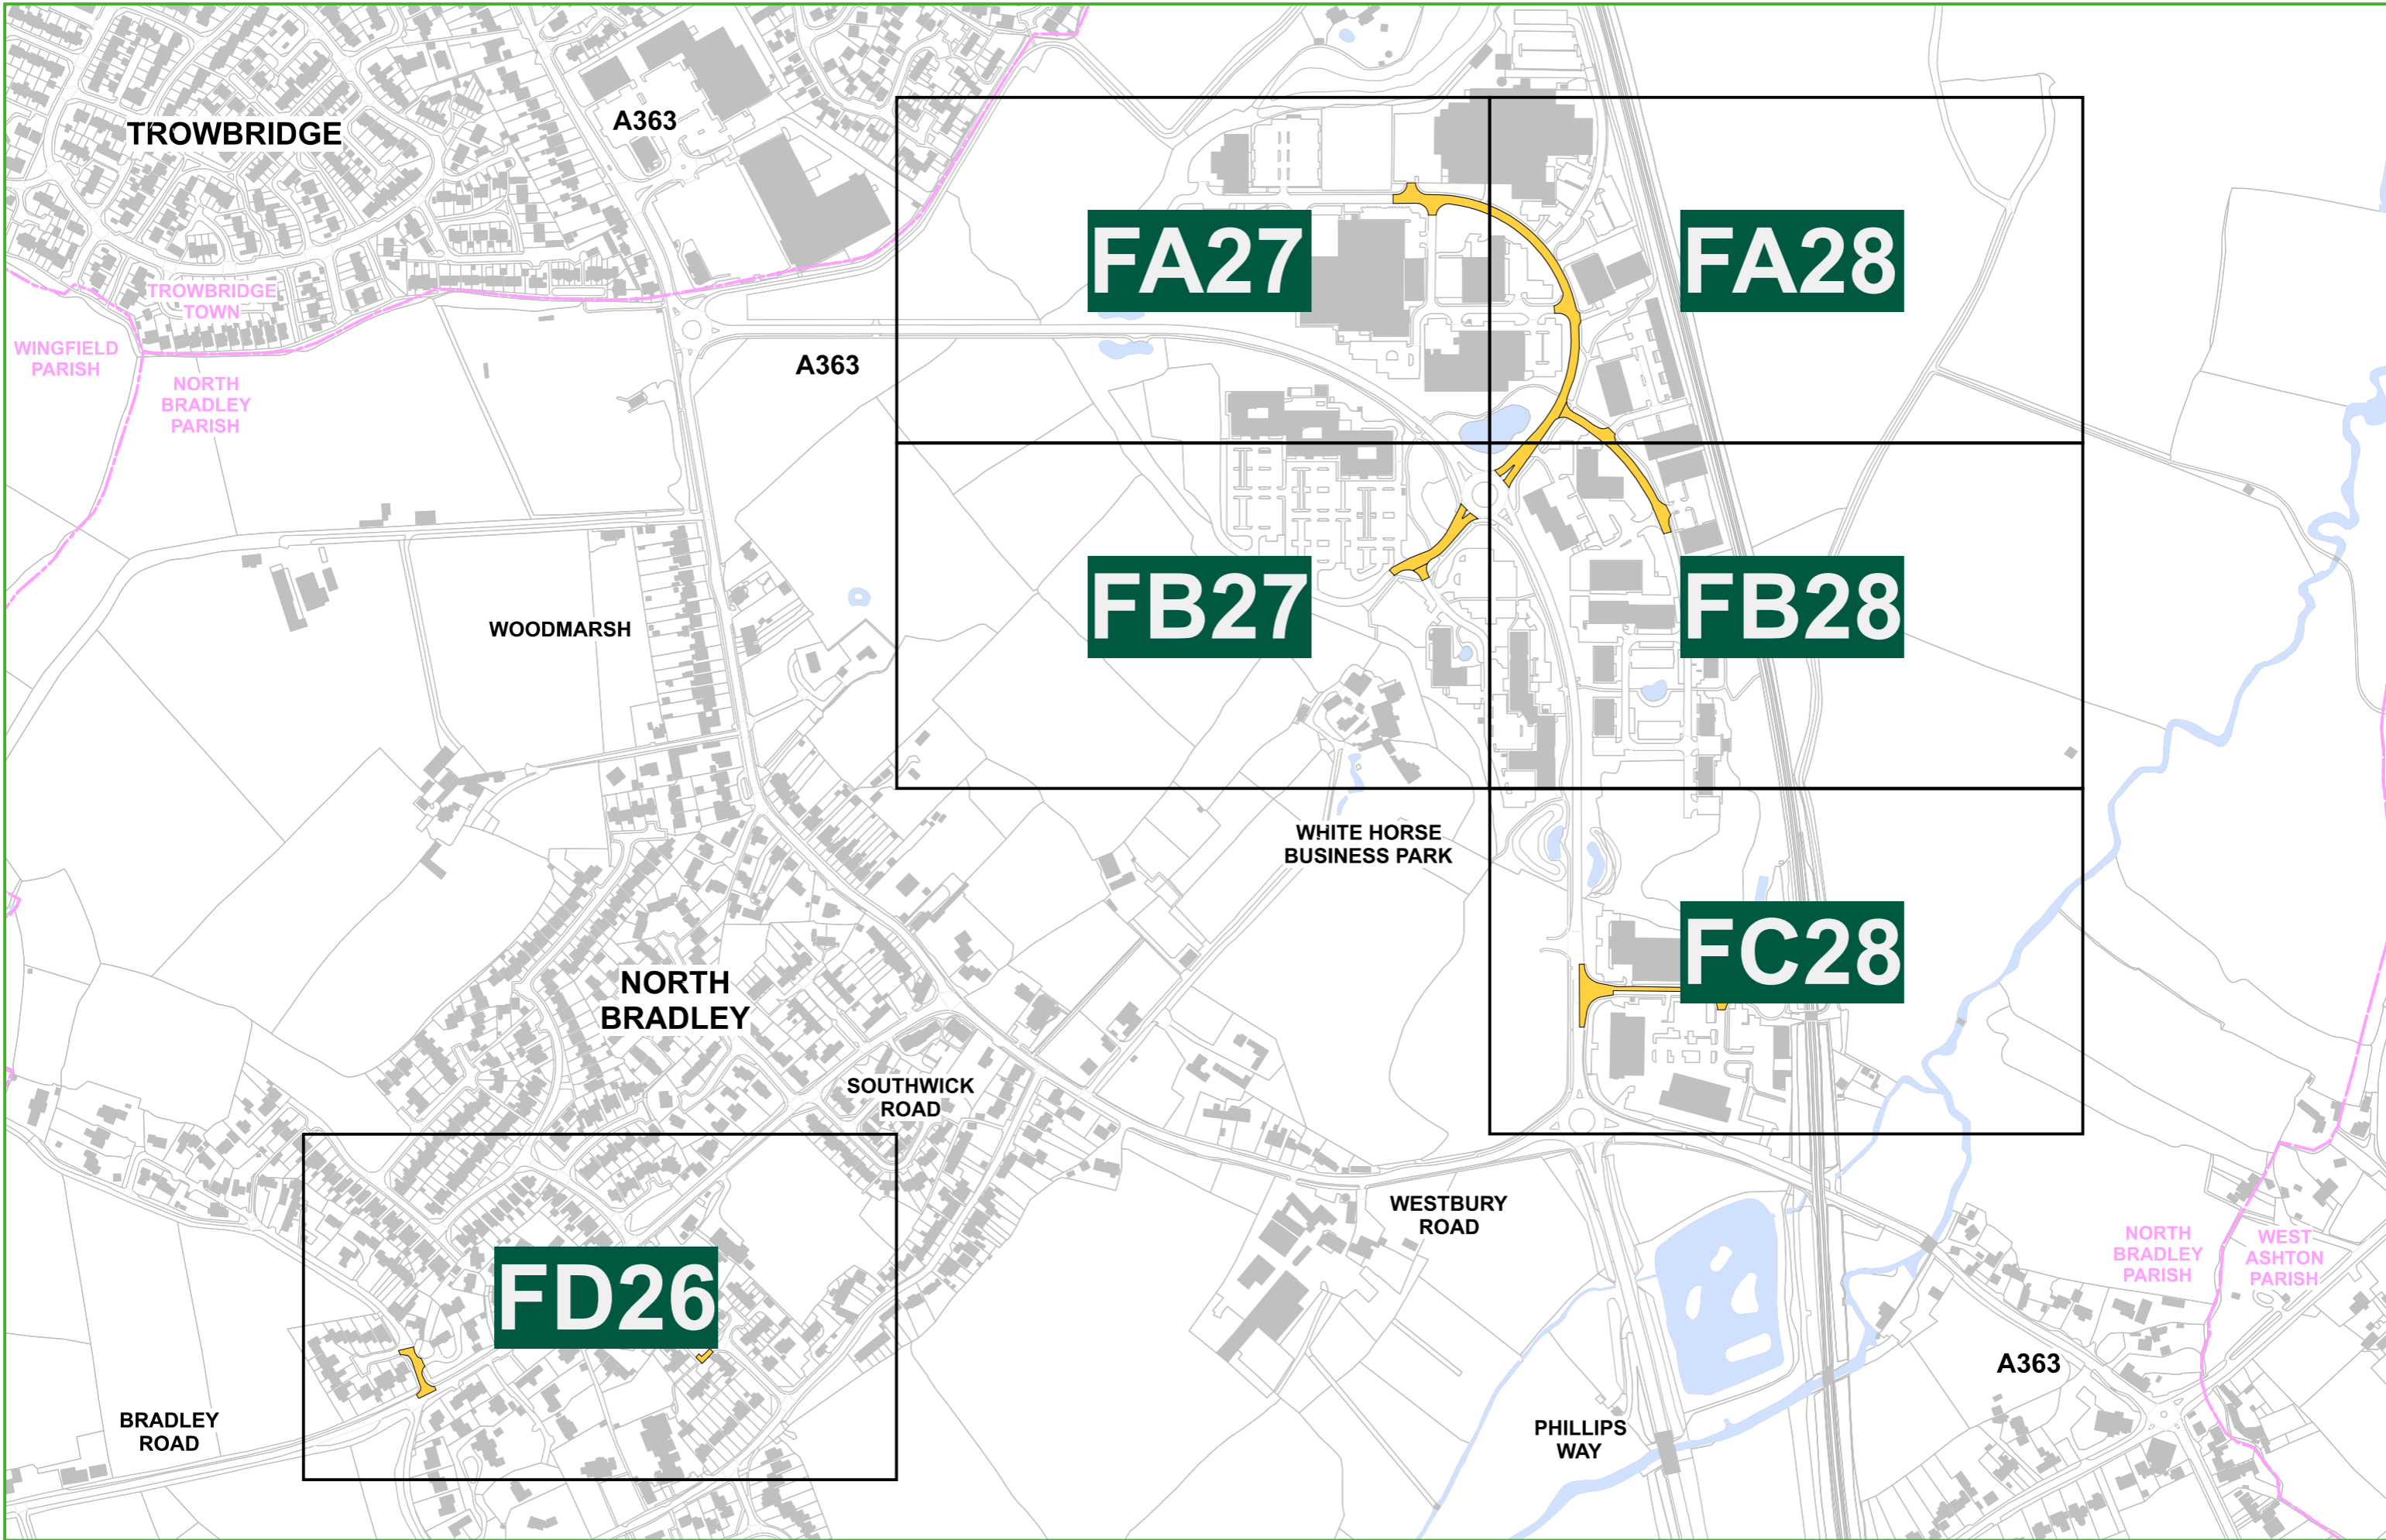 A363
TROWBRIDGE
FA27
FA28
TROWBRIDGE
TOWN
WINGFIELD
PARISH
A363
NORTH
BRADLEY
PARISH
FB27
FB28
WOODMARSH
WHITE HORSE
BUSINESS PARK
FC28
NORTH
BRADLEY
SOUTHWICK
ROAD
WESTBURY
ROAD
NORTH
BRADLEY
PARISH
WEST
ASHTON
PARISH
FD26
A363
BRADLEY
ROAD
PHILLIPS
WAY